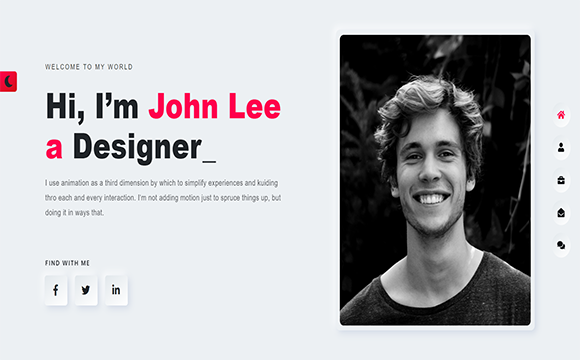 WELCOME TO MY WORLD
Hi, I’m John Lee
a Designer_
I use animation as a third dimension by which to simplify experiences and kuiding
thro each and every interaction. I'm not adding motion just to spruce things up, but
doing it in ways that.
FIND WITH ME